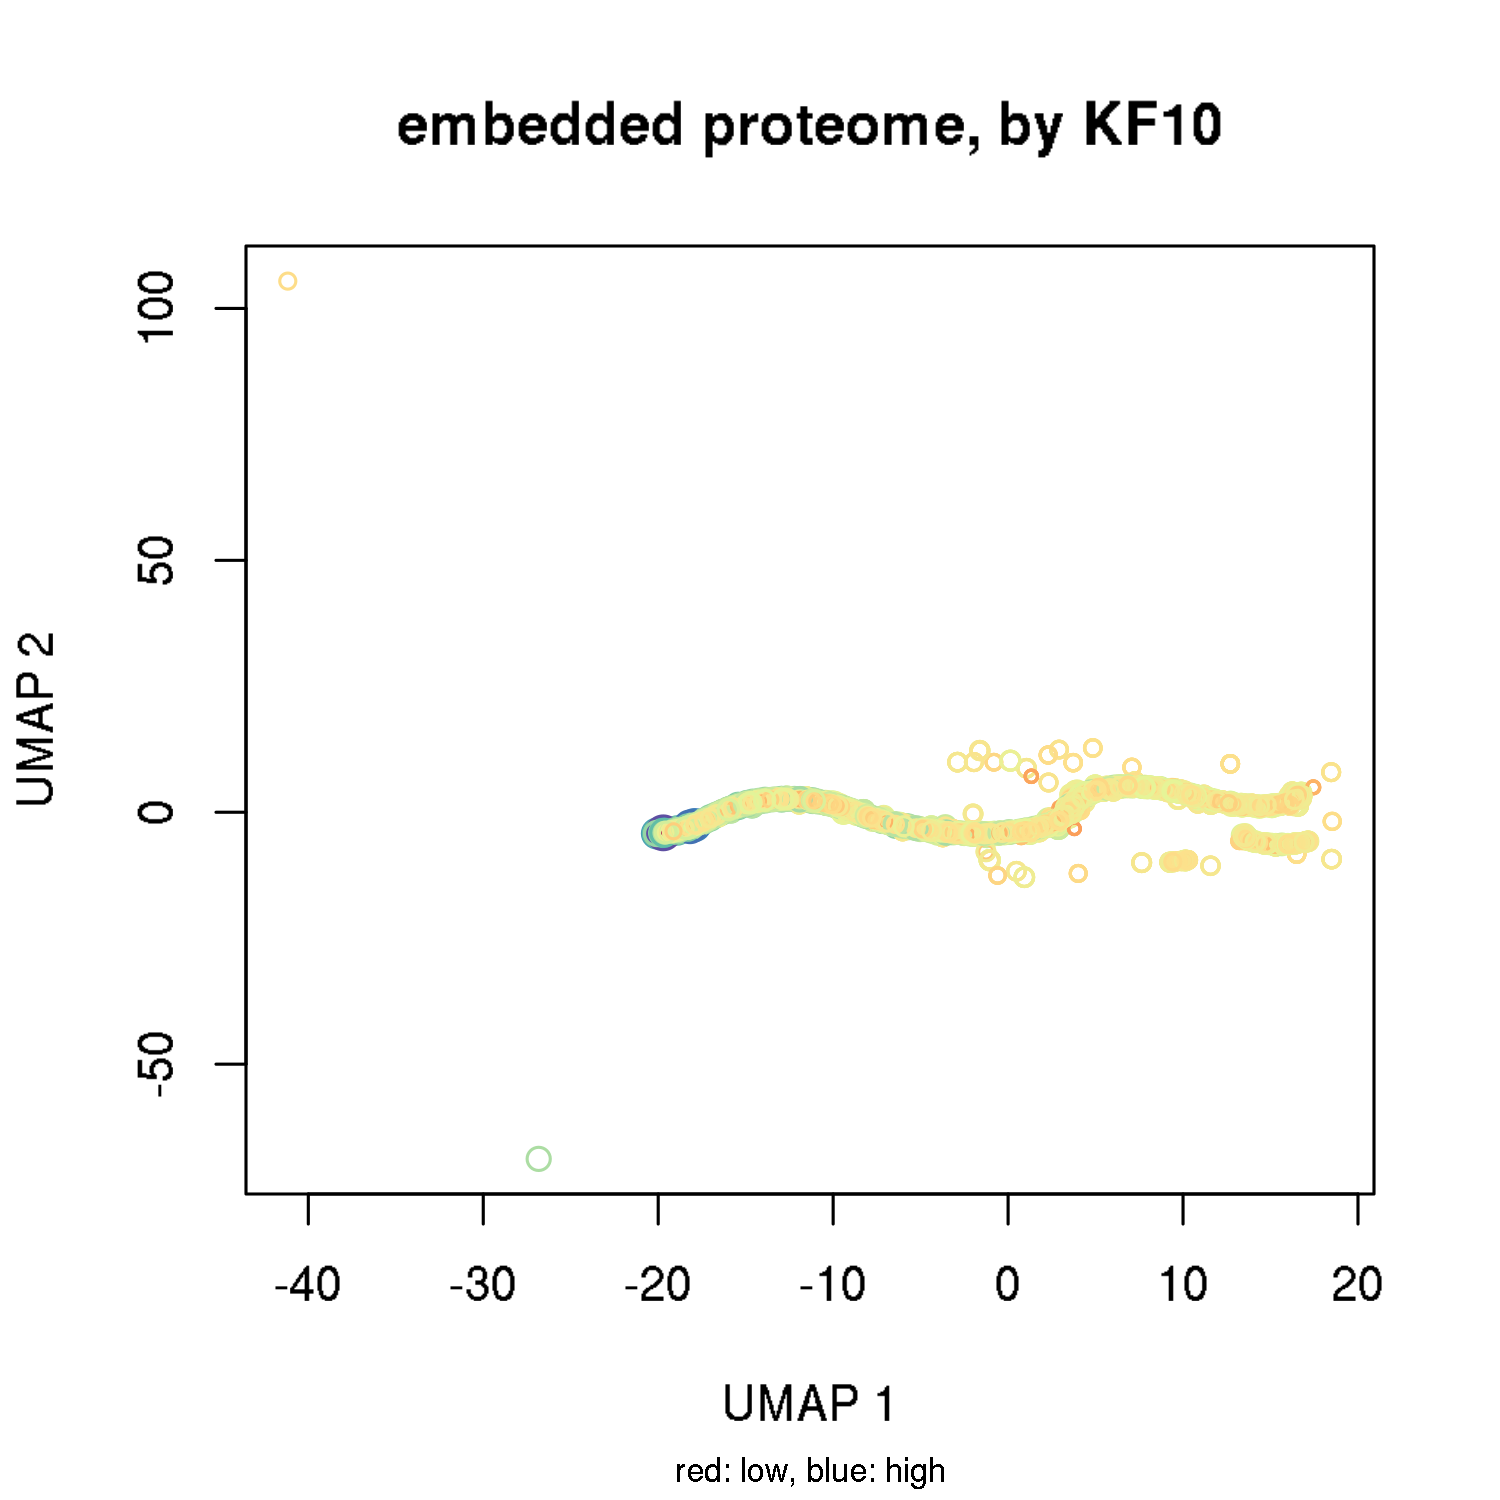 embedded proteome, by KF10
100
50
0
-50
UMAP 2
-40 -30 -20 -10 0 10 20
UMAP 1
red: low, blue: high